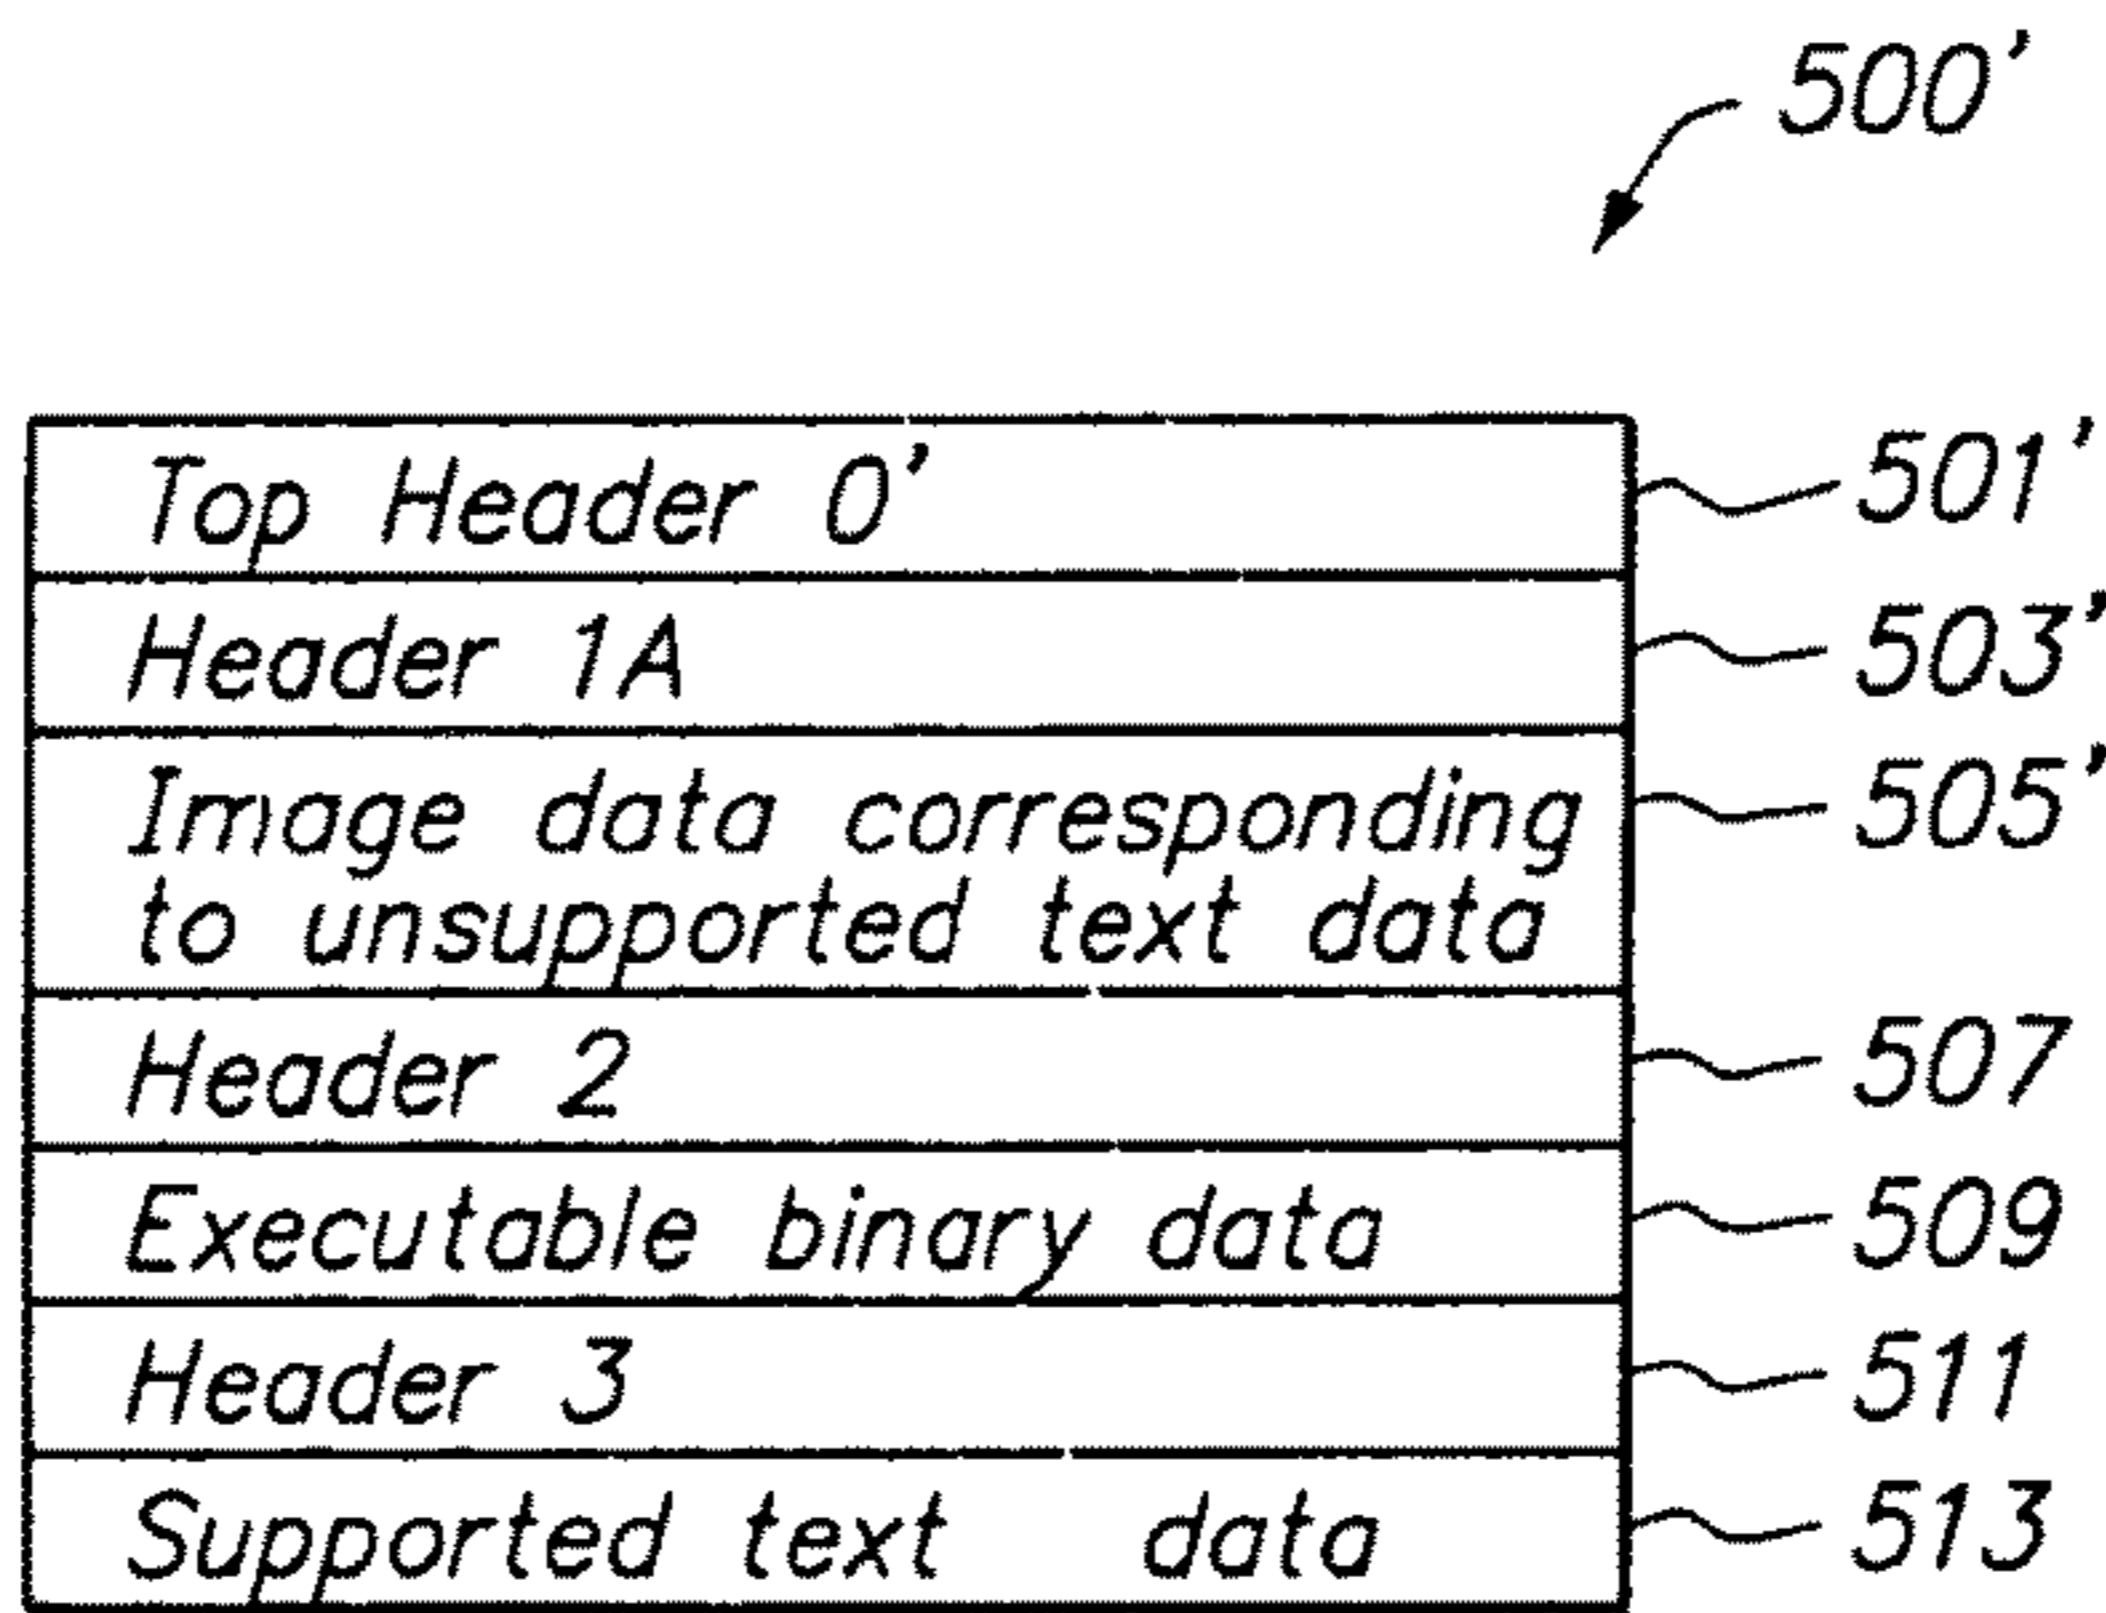 500'
Top Header 0' 501'
Header 1A 503'
Image data corresponding 505'
to unsupported text data
Header 2 507
Executable binary data 509
Header 3 511
Supported text data 513